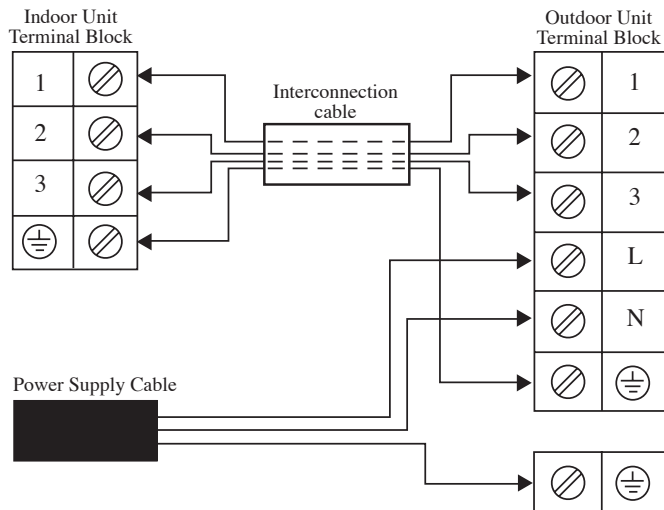 Indoor Unit
Terminal Block
Outdoor Unit
Terminal Block
Interconnection
cable
1
2
3
1
2
3
L
N
Power Supply Cable